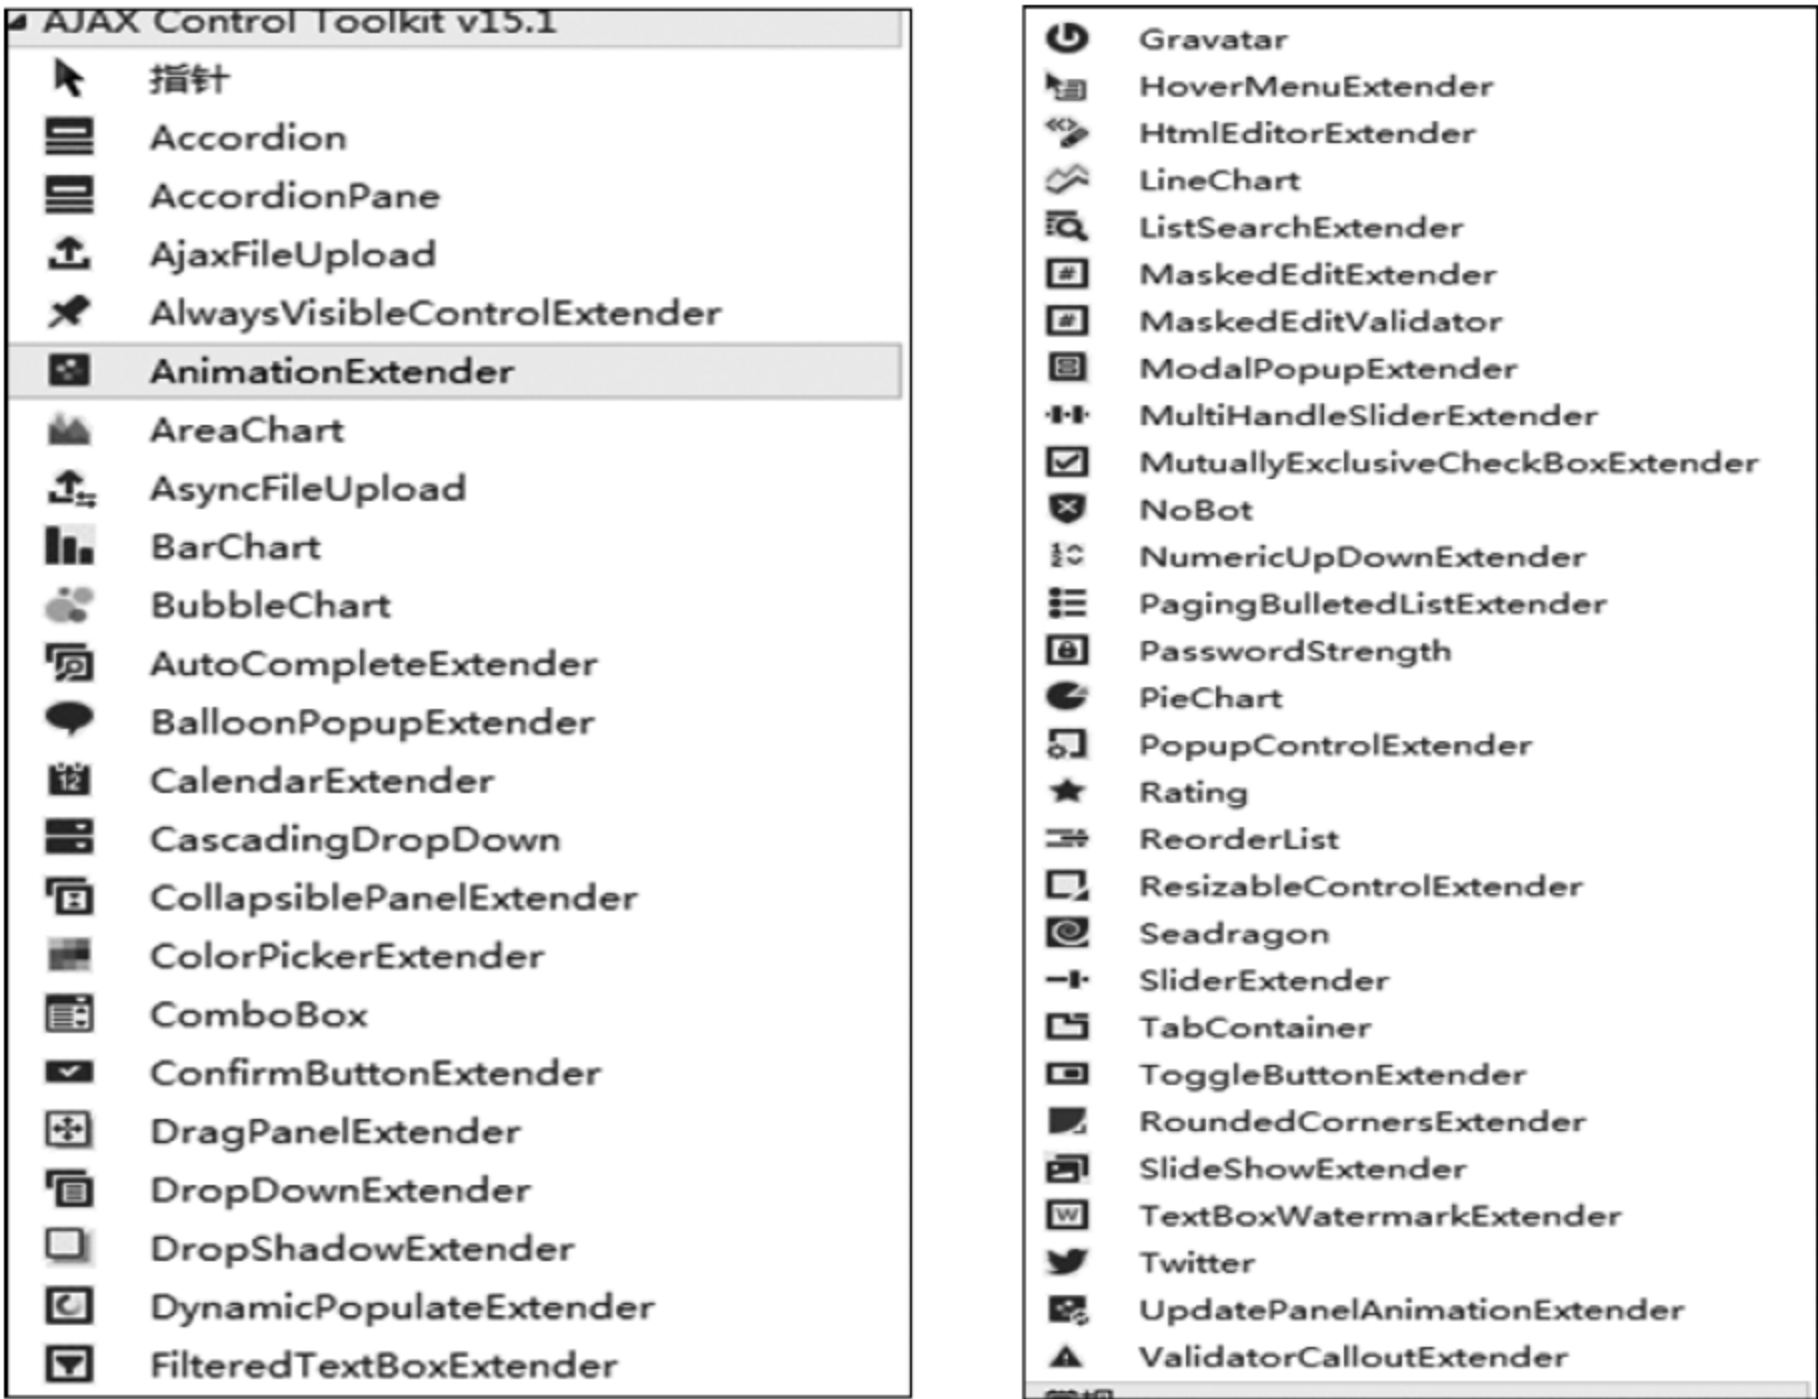 AJAX Control Toolkit v15.1
指针
Accordion
AccordionPane
AjaxFileUpload
AlwaysVisibleControlExtender
AnimationExtender
AreaChart
AsyncFileUpload
BarChart
BubbleChart
AutoCompleteExtender
BalloonPopupExtender
CalendarExtender
CascadingDropDown
CollapsiblePanelExtender
ColorPickerExtender
ComboBox
ConfirmButtonExtender
DragPanelExtender
DropDownExtender
DropShadowExtender
DynamicPopulateExtender
FilteredTextBoxExtender
Gravatar
HoverMenuExtender
HtmlEditorExtender
LineChart
ListSearchExtender
MaskedEditExtender
MaskedEditValidator
ModalPopupExtender
MultiHandleSliderExtender
MutuallyExclusiveCheckBoxExtender
NoBot
NumericUpDownExtender
PagingBulletedListExtender
PasswordStrength
PieChart
PopupControlExtender
Rating
ReorderList
ResizableControlExtender
Seadragon
SliderExtender
TabContainer
ToggleButtonExtender
RoundedCornersExtender
SlideShowExtender
TextBoxWatermarkExtender
Twitter
UpdatePanelAnimationExtender
ValidatorCalloutExtender